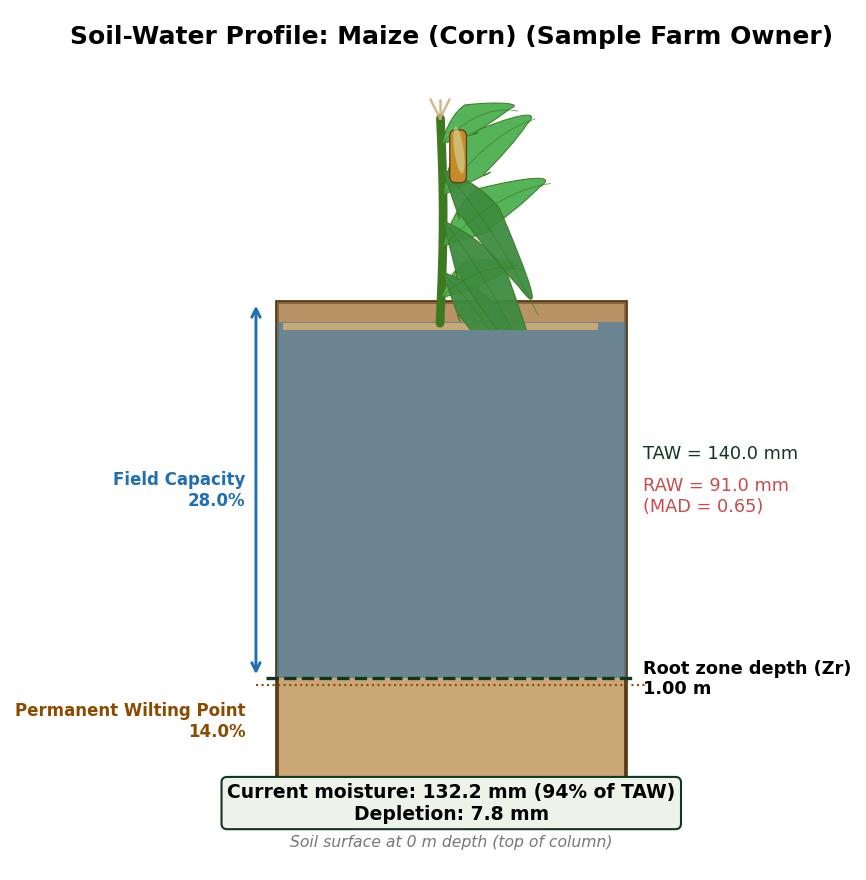 Soil-Water Profile: Maize (Corn) (Sample Farm Owner)
TAW = 140.0 mm
Field Capacity
28.0%
RAW = 91.0 mm
(MAD = 0.65)
Root zone depth (Zr)
1.00 m
Permanent Wilting Point
14.0%
Current moisture: 132.2 mm (94% of TAW)
Depletion: 7.8 mm
Soil surface at 0 m depth (top of column)